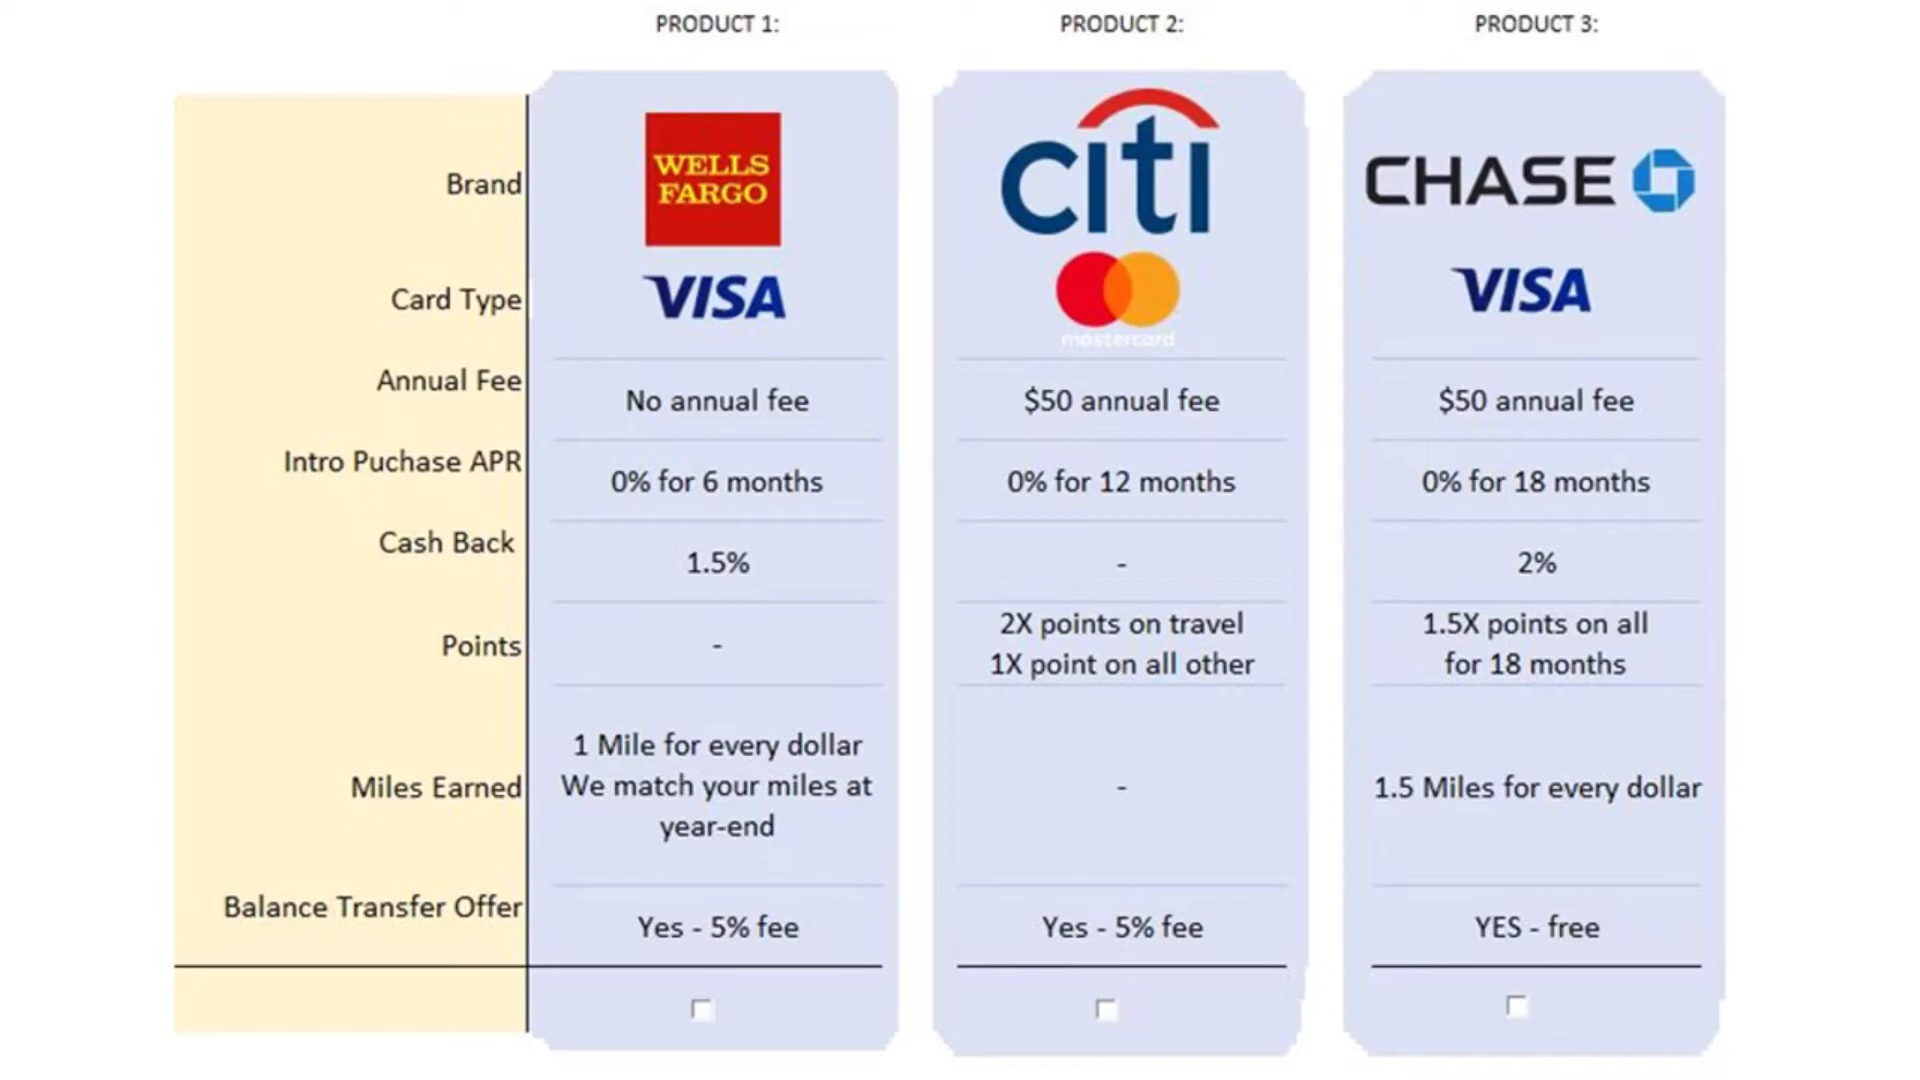 PRODUCT 1:
PRODUCT 2:
PRODUCT 3:
Brand
WELLS
FARGO
citi
CHASE
Card Type
VISA
mastercard
VISA
Annual Fee
No annual fee
$50 annual fee
$50 annual fee
Intro Puchase APR
0% for 6 months
0% for 12 months
0% for 18 months
Cash Back
1.5%
-
2%
Points
-
2X points on travel
1X point on all other
1.5X points on all
for 18 months
Miles Earned
1 Mile for every dollar
We match your miles at
year-end
-
1.5 Miles for every dollar
Balance Transfer Offer
Yes - 5% fee
Yes - 5% fee
YES - free